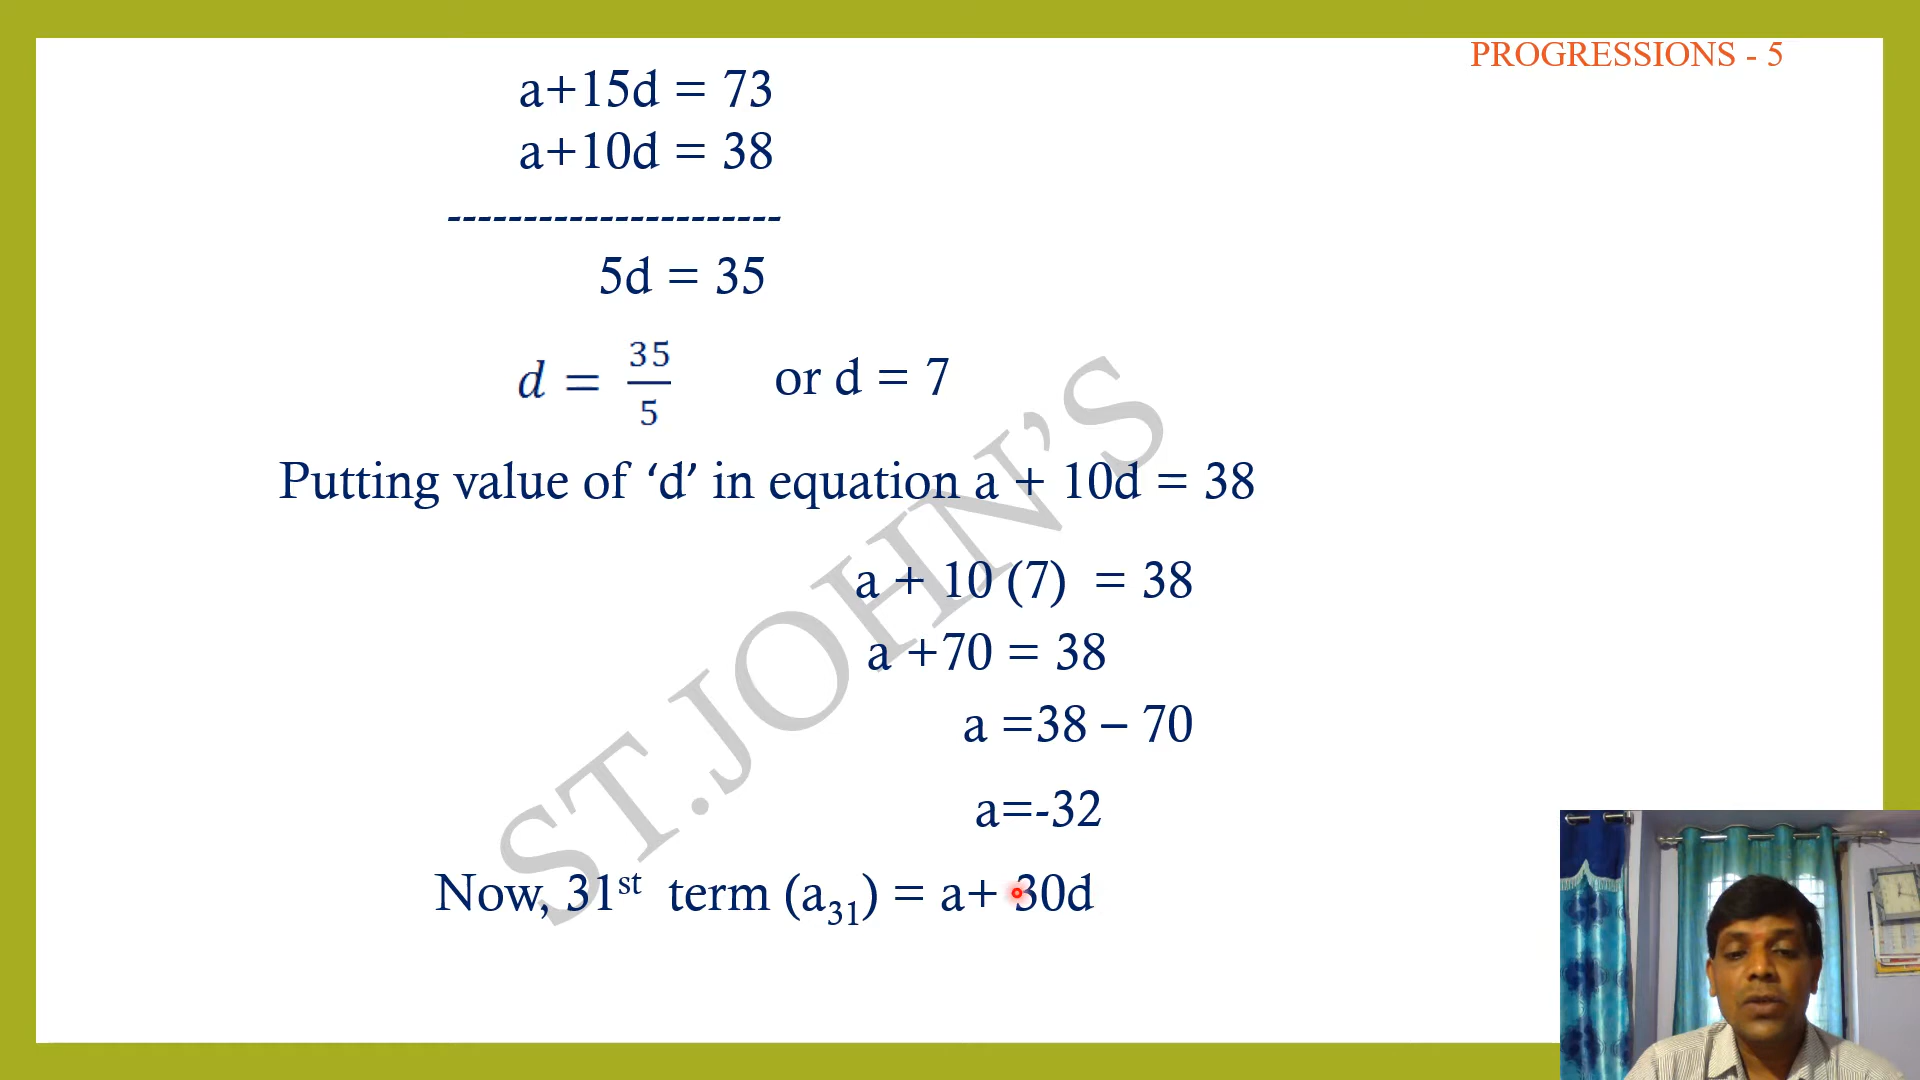 PROGRESSIONS - 5
a+15d = 73
a+10d = 38
----------------------
5d = 35
d = 35/5 or d = 7
Putting value of ‘d’ in equation a + 10d = 38
a + 10 (7) = 38
a +70 = 38
a =38 – 70
a=-32
Now, 31st term (a31) = a+ 30d
ST.JOHN’S